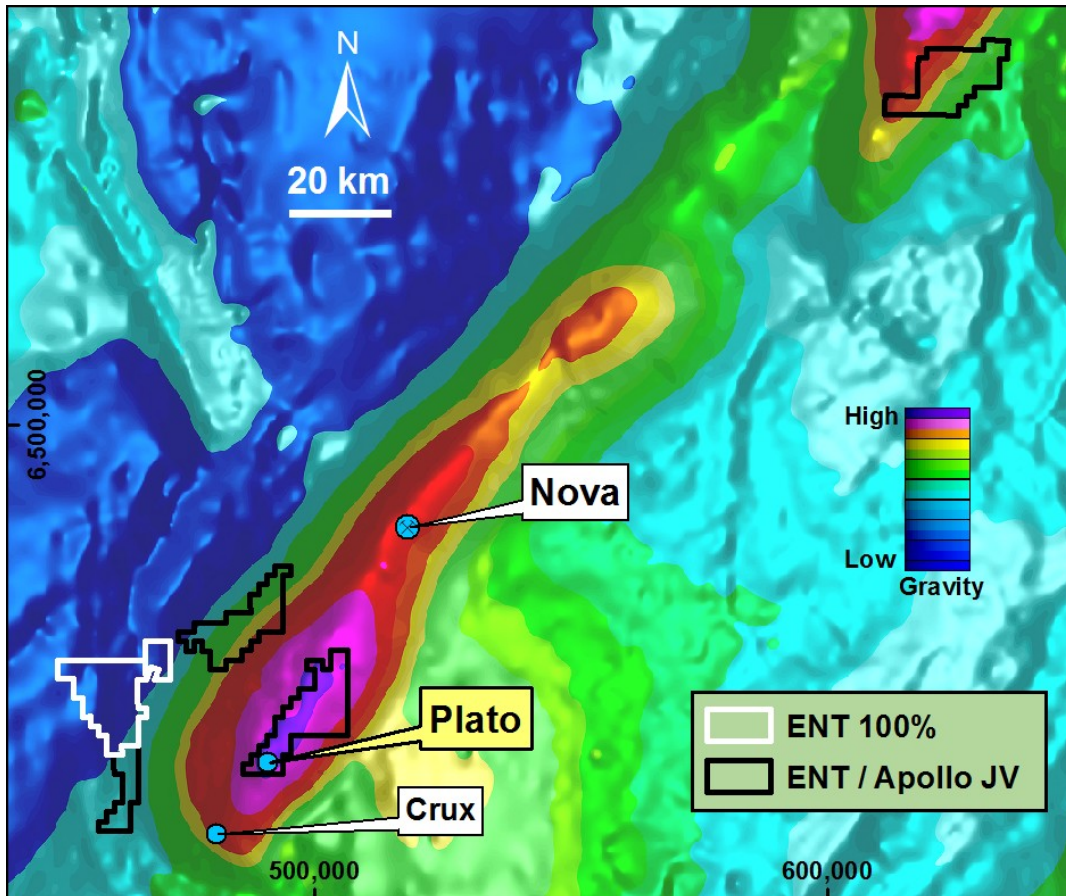 N
20 km
6,500,000
High
Low
Gravity
Nova
Plato
Crux
ENT 100%
ENT / Apollo JV
500,000
600,000